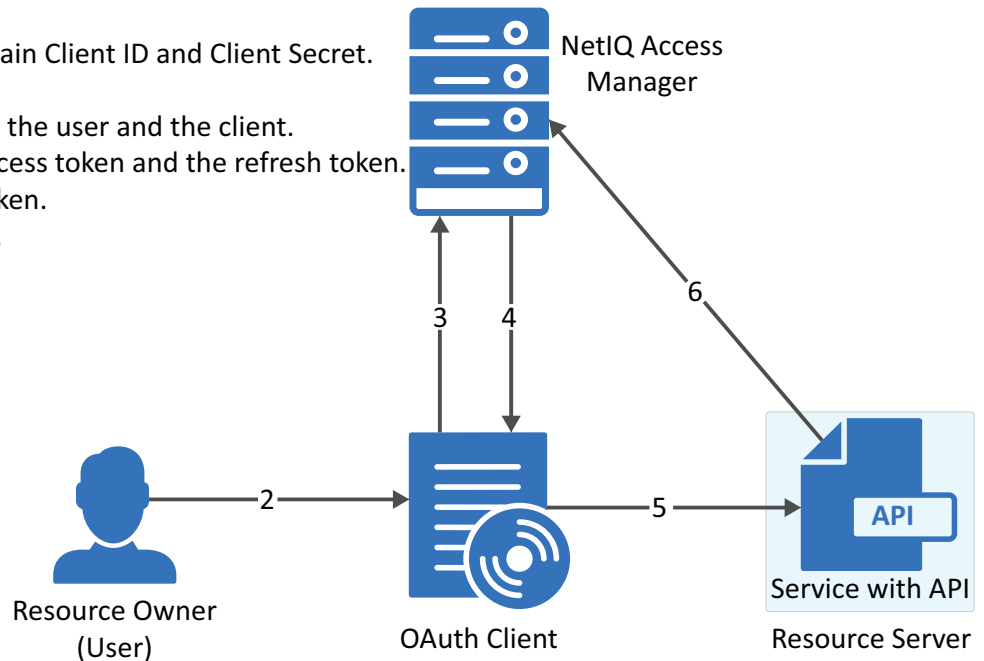 ain Client ID and Client Secret.
the user and the client.
cess token and the refresh token.
ken.
.
NetIQ Access
Manager
3
4
6
2
5
API
Service with API
Resource Owner
(User)
OAuth Client
Resource Server